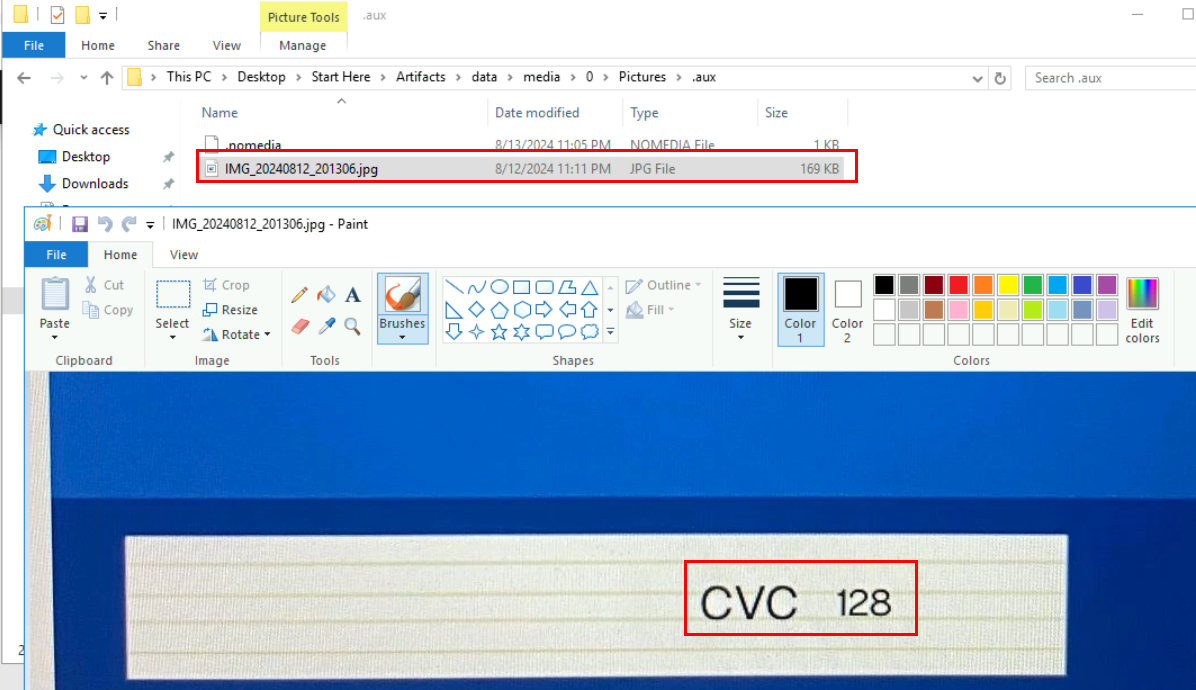 Picture Tools .aux
File Home Share View Manage
This PC > Desktop > Start Here > Artifacts > data > media > 0 > Pictures > .aux
Search .aux
Name Date modified Type Size
Quick access
Desktop
Downloads
.nomedia 8/13/2024 11:05 PM NOMEDIA File 1 KB
IMG_20240812_201306.jpg 8/12/2024 11:11 PM JPG File 169 KB
IMG_20240812_201306.jpg - Paint
File Home View
Paste
Cut
Copy
Clipboard
Select
Crop
Resize
Rotate
Image
A
Tools
Brushes
Outline
Fill
Shapes
Size
Color 1
Color 2
Edit colors
Colors
2
CVC 128